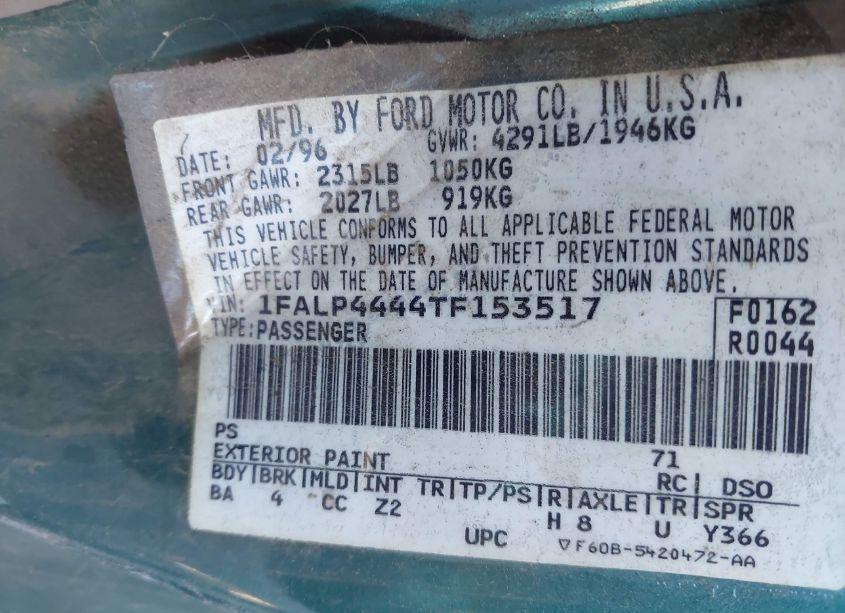 MFD. BY FORD MOTOR CO. IN U.S.A.
DATE: 02/96 GVWR: 4291LB/1946KG
FRONT GAWR: 2315LB 1050KG
REAR GAWR: 2027LB 919KG
THIS VEHICLE CONFORMS TO ALL APPLICABLE FEDERAL MOTOR
VEHICLE SAFETY, BUMPER, AND THEFT PREVENTION STANDARDS
IN EFFECT ON THE DATE OF MANUFACTURE SHOWN ABOVE.
VIN: 1FALP4444TF153517 F0162
TYPE:PASSENGER R0044
PS
EXTERIOR PAINT 71 RC| DSO
BDY|BRK|MLD|INT TR|TP/PS|R|AXLE|TR|SPR
BA 4 CC Z2 H 8 U Y366
UPC ▽F60B-5420472-AA